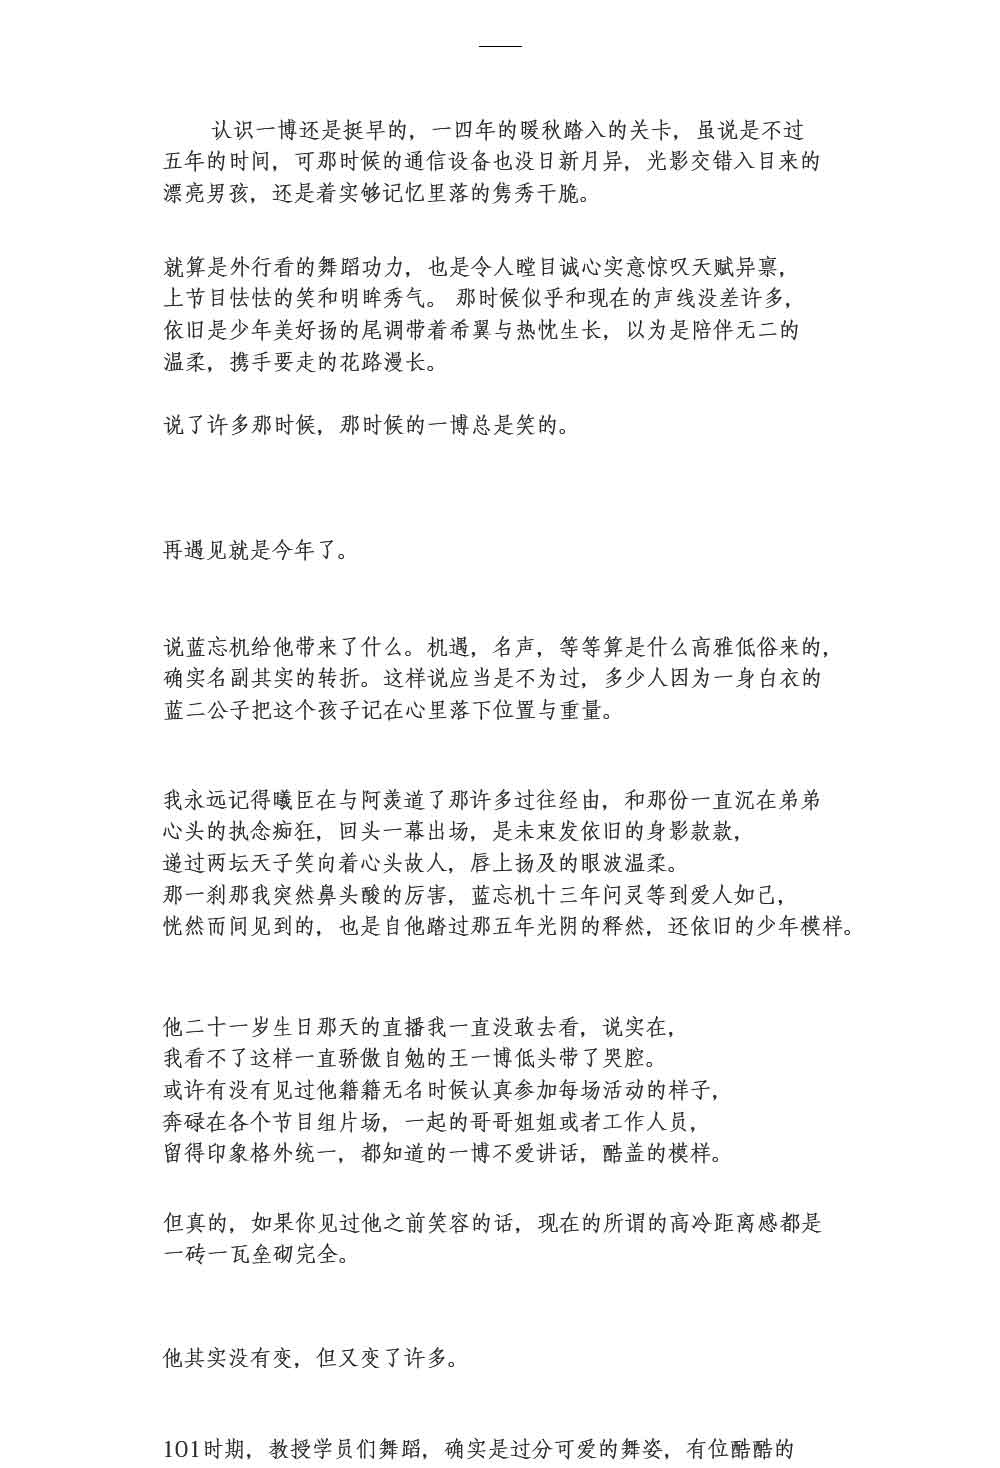 认识一博还是挺早的，一四年的暖秋踏入的关卡，虽说是不过
五年的时间，可那时候的通信设备也没日新月异，光影交错入目来的
漂亮男孩，还是着实够记忆里落的隽秀干脆。
就算是外行看的舞蹈功力，也是令人瞠目诚心实意惊叹天赋异禀，
上节目怯怯的笑和明眸秀气。 那时候似乎和现在的声线没差许多，
依旧是少年美好扬的尾调带着希翼与热忱生长，以为是陪伴无二的
温柔，携手要走的花路漫长。
说了许多那时候，那时候的一博总是笑的。
再遇见就是今年了。
说蓝忘机给他带来了什么。机遇，名声，等等算是什么高雅低俗来的，
确实名副其实的转折。这样说应当是不为过，多少人因为一身白衣的
蓝二公子把这个孩子记在心里落下位置与重量。
我永远记得曦臣在与阿羡道了那许多过往经由，和那份一直沉在弟弟
心头的执念痴狂，回头一幕出场，是未束发依旧的身影款款，
递过两坛天子笑向着心头故人，唇上扬及的眼波温柔。
那一刹那我突然鼻头酸的厉害，蓝忘机十三年问灵等到爱人如己，
恍然而间见到的，也是自他踏过那五年光阴的释然，还依旧的少年模样。
他二十一岁生日那天的直播我一直没敢去看，说实在，
我看不了这样一直骄傲自勉的王一博低头带了哭腔。
或许有没有见过他籍籍无名时候认真参加每场活动的样子，
奔碌在各个节目组片场，一起的哥哥姐姐或者工作人员，
留得印象格外统一，都知道的一博不爱讲话，酷盖的模样。
但真的，如果你见过他之前笑容的话，现在的所谓的高冷距离感都是
一砖一瓦垒砌完全。
他其实没有变，但又变了许多。
101时期，教授学员们舞蹈，确实是过分可爱的舞姿，有位酷酷的